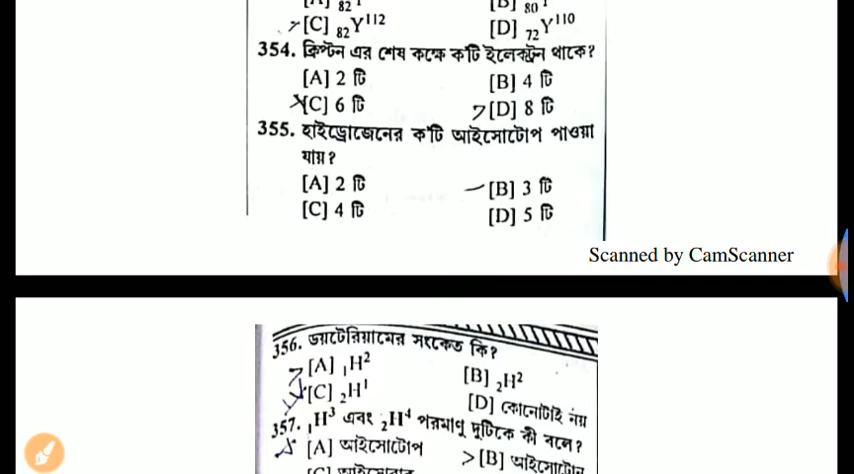 [C] ₈₂Y¹¹² [D] ₇₂Y¹¹⁰
354. ক্রিপ্টন এর শেষ কক্ষে ক'টি ইলেকট্রন থাকে?
[A] 2 টি [B] 4 টি
[C] 6 টি [D] 8 টি
355. হাইড্রোজেনের ক'টি আইসোটোপ পাওয়া
যায়?
[A] 2 টি [B] 3 টি
[C] 4 টি [D] 5 টি
Scanned by CamScanner
356. ডয়টেরিয়ামের সংকেত কি?
[A] ₁H² [B] ₂H²
[C] ₂H¹ [D] কোনোটাই নয়
357. ₁H³ এবং ₂H⁴ পরমাণু দুটিকে কী বলে?
[A] আইসোটোপ [B] আইসোটোন